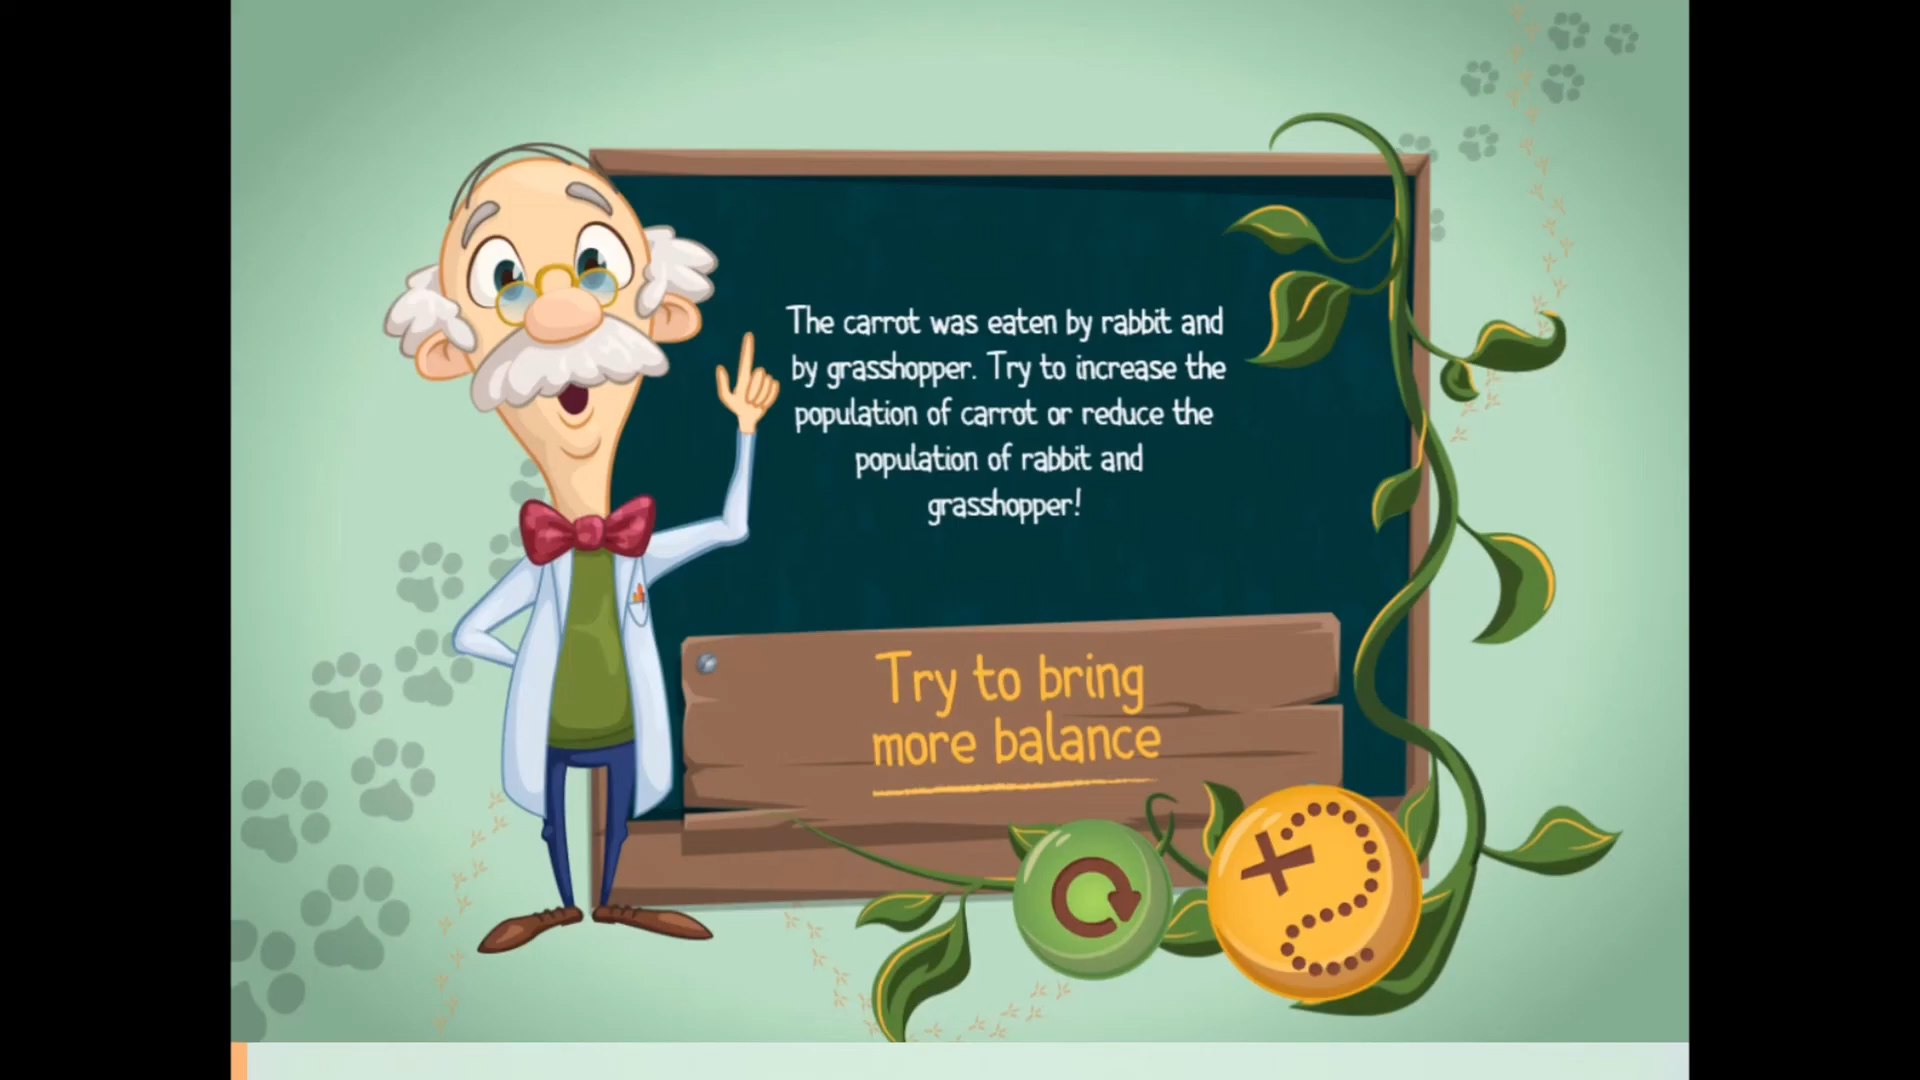 The carrot was eaten by rabbit and
by grasshopper. Try to increase the
population of carrot or reduce the
population of rabbit and
grasshopper!
Try to bring
more balance